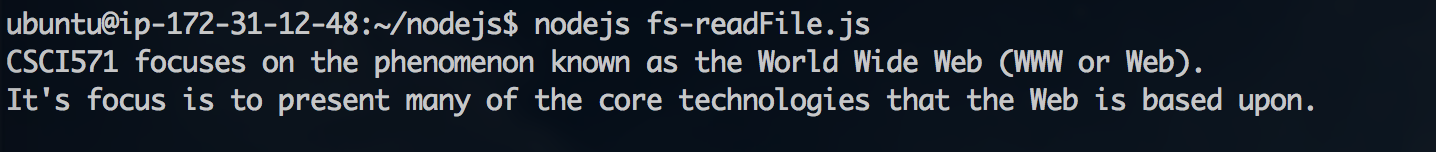 ubuntu@ip-172-31-12-48:~/nodejs$ nodejs fs-readFile.js
CSCI571 focuses on the phenomenon known as the World Wide Web (WWW or Web).
It's focus is to present many of the core technologies that the Web is based upon.